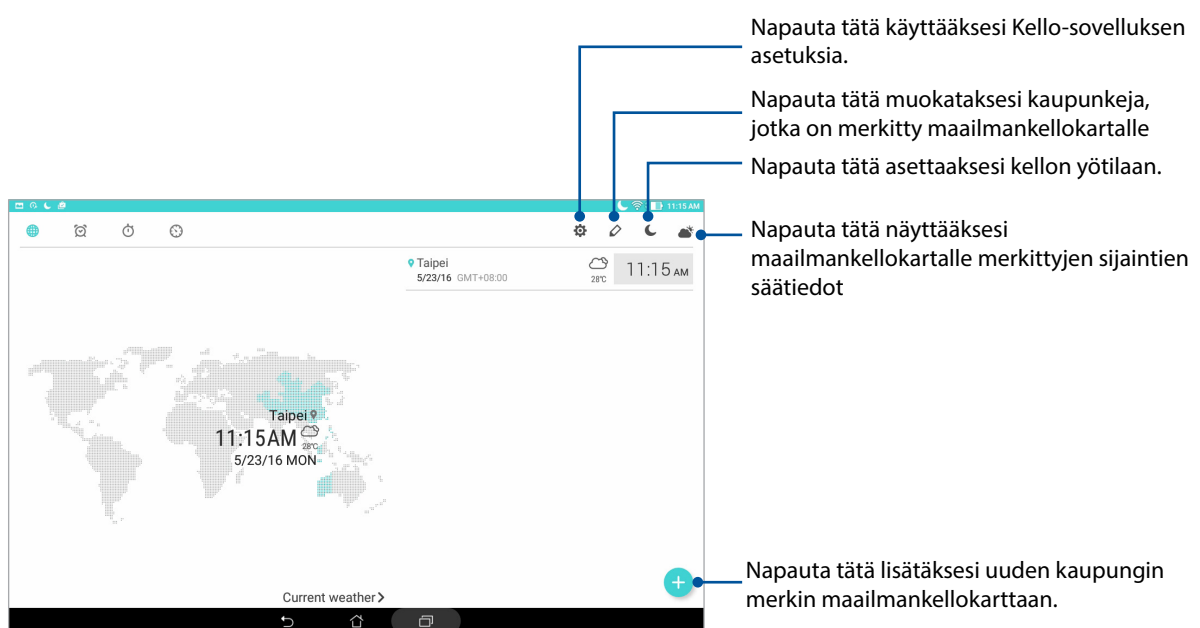 Napauta tätä käyttääksesi Kello-sovelluksen
asetuksia.
Napauta tätä muokataksesi kaupunkeja,
jotka on merkitty maailmankellokartalle
Napauta tätä asettaaksesi kellon yötilaan.
11:15 AM
Napauta tätä näyttääksesi
maailmankellokartalle merkittyjen sijaintien
säätiedot
Taipei
5/23/16 GMT+08:00
28°C
11:15 AM
Taipei
11:15AM
28°C
5/23/16 MON
Napauta tätä lisätäksesi uuden kaupungin
merkin maailmankellokarttaan.
Current weather